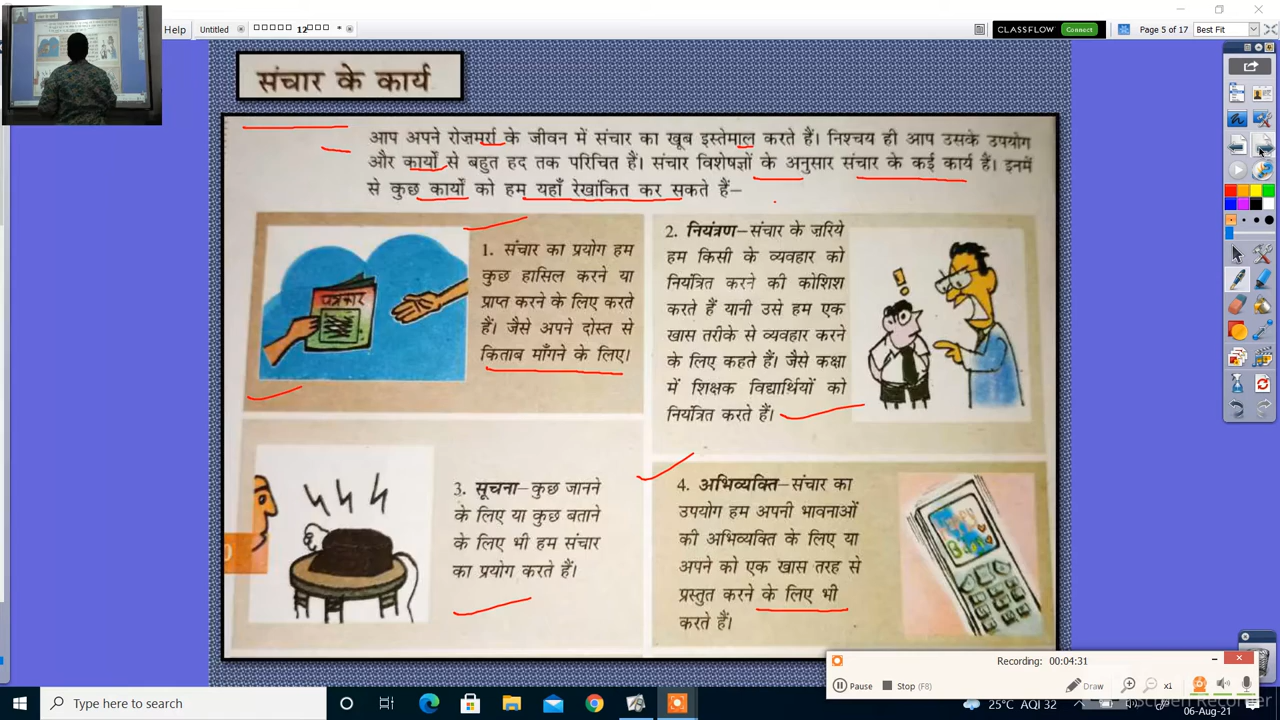 Help
Untitled
12
CLASSFLOW
Connect
Page 5 of 17
Best Fit
संचार के कार्य
आप अपने रोज़मर्रा के जीवन में संचार का खूब इस्तेमाल करते हैं। निश्चय ही आप उसके उपयोग
और कार्यों से बहुत हद तक परिचित हैं। संचार विशेषज्ञों के अनुसार संचार के कई कार्य हैं। इनमें
से कुछ कार्यों को हम यहाँ रेखांकित कर सकते हैं–
पत्रकार
1. संचार का प्रयोग हम
कुछ हासिल करने या
प्राप्त करने के लिए करते
हैं। जैसे अपने दोस्त से
किताब माँगने के लिए।
2. नियंत्रण–संचार के ज़रिये
हम किसी के व्यवहार को
नियंत्रित करने की कोशिश
करते हैं यानी उसे हम एक
खास तरीके से व्यवहार करने
के लिए कहते हैं। जैसे कक्षा
में शिक्षक विद्यार्थियों को
नियंत्रित करते हैं।
!
3. सूचना–कुछ जानने
के लिए या कुछ बताने
के लिए भी हम संचार
का प्रयोग करते हैं।
4. अभिव्यक्ति–संचार का
उपयोग हम अपनी भावनाओं
की अभिव्यक्ति के लिए या
अपने को एक खास तरह से
प्रस्तुत करने के लिए भी
करते हैं।
Recording: 00:04:31
Pause
Stop (F8)
Draw
x1
Type here to search
25°C AQI 32
06-Aug-21